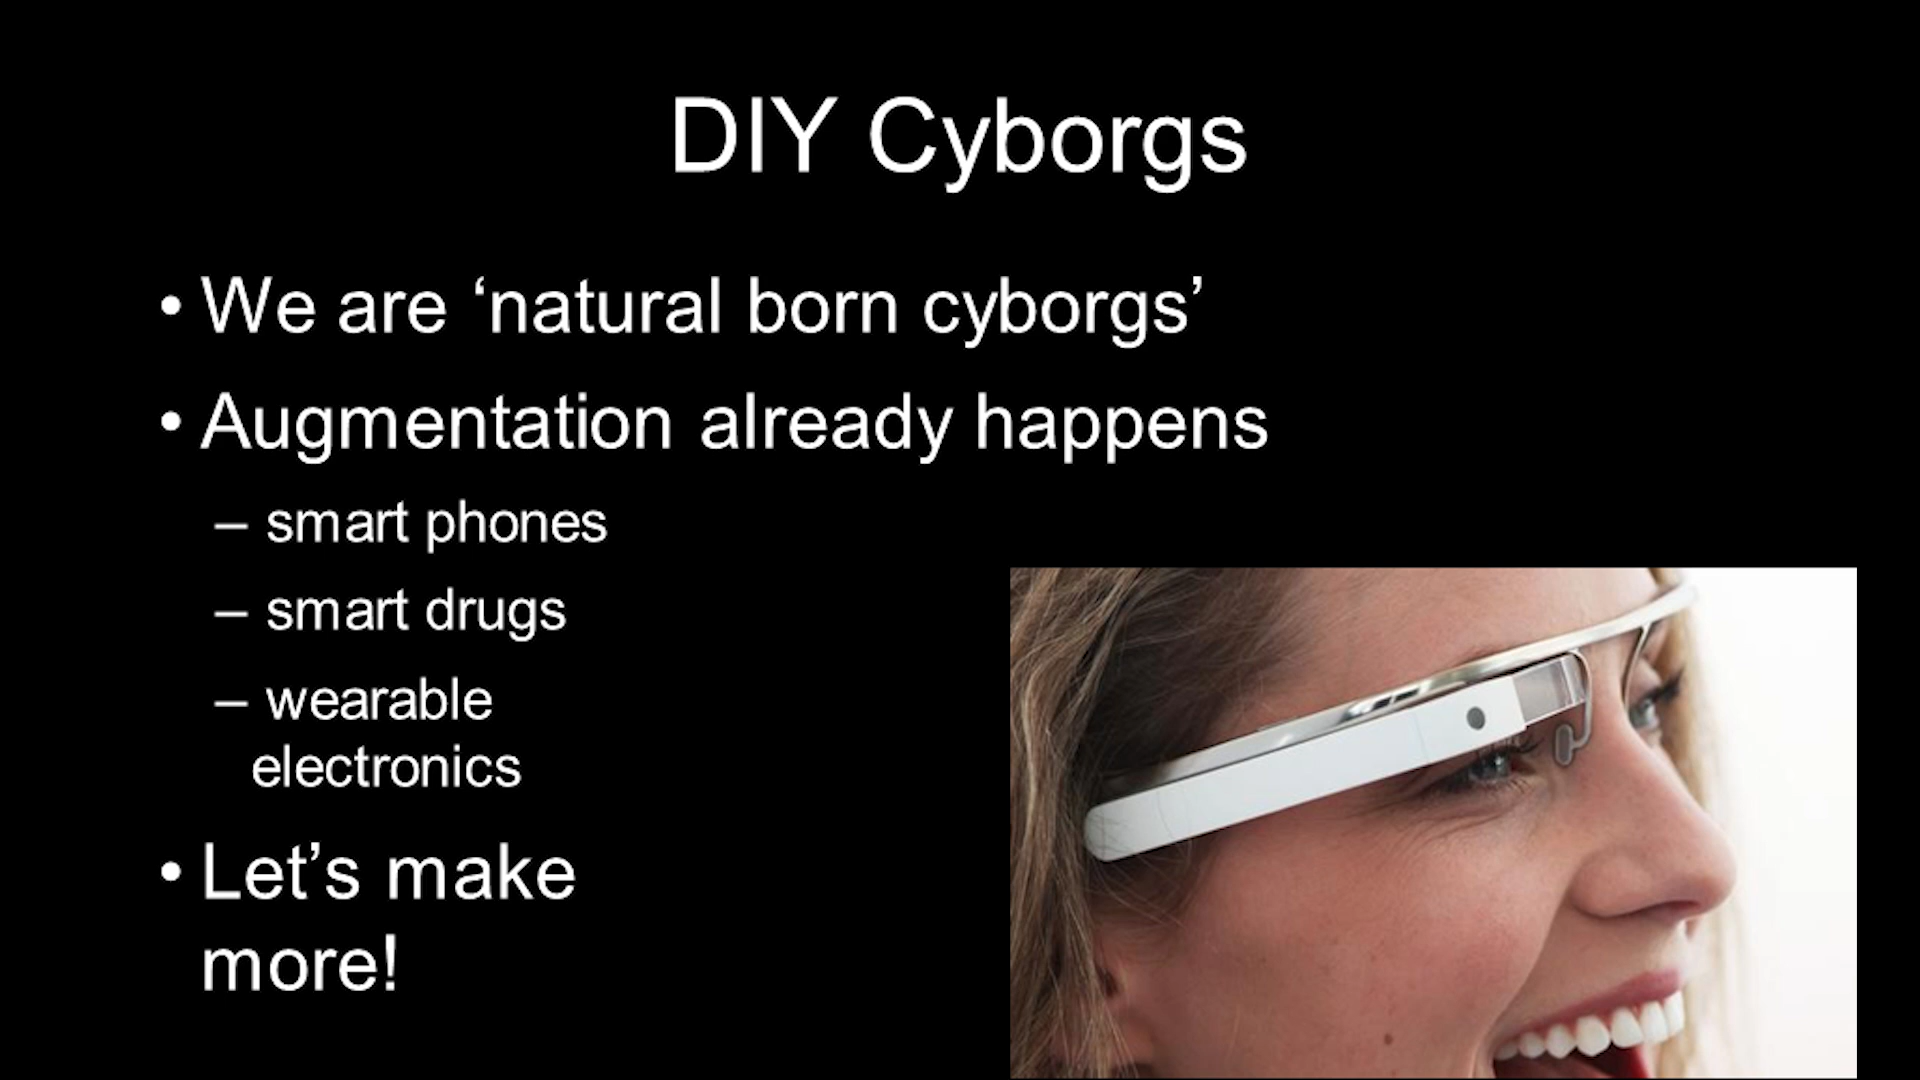 DIY Cyborgs
• We are ‘natural born cyborgs’
• Augmentation already happens
– smart phones
– smart drugs
– wearable
electronics
• Let’s make
more!